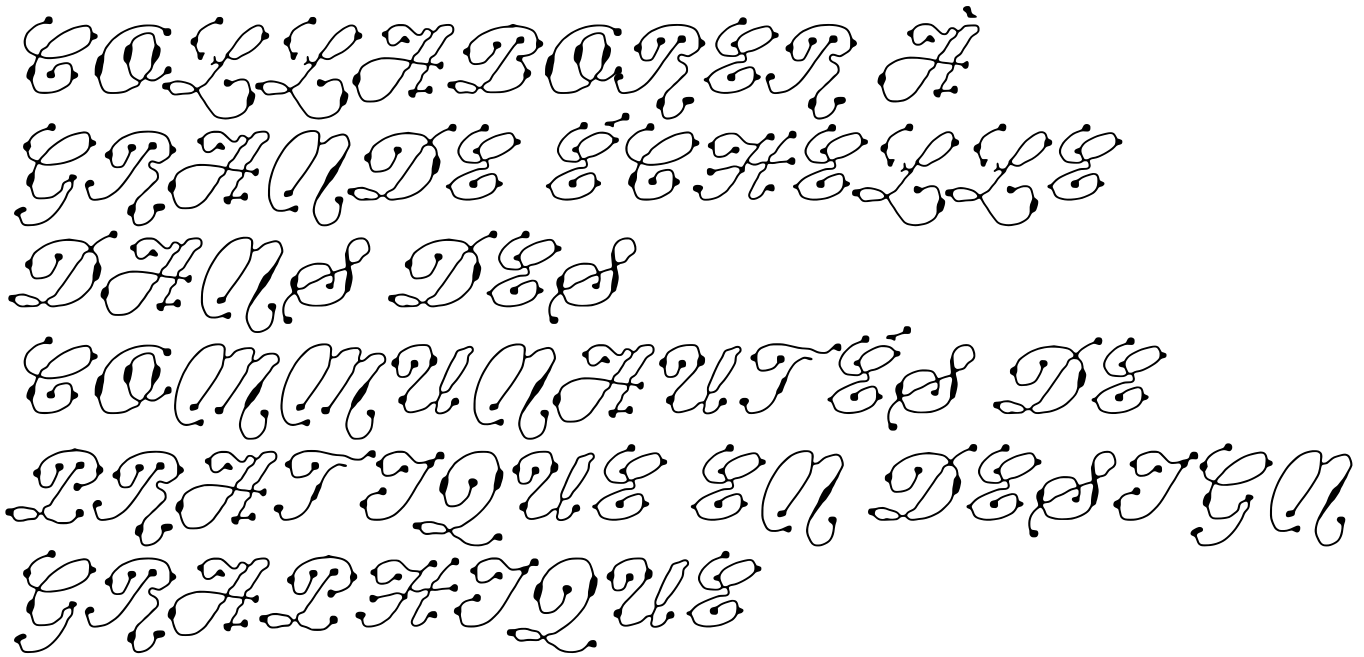 COLLABORER À
GRANDE ÉCHELLE
DANS DES
COMMUNAUTÉS DE
PRATIQUE EN DESIGN
GRAPHIQUE